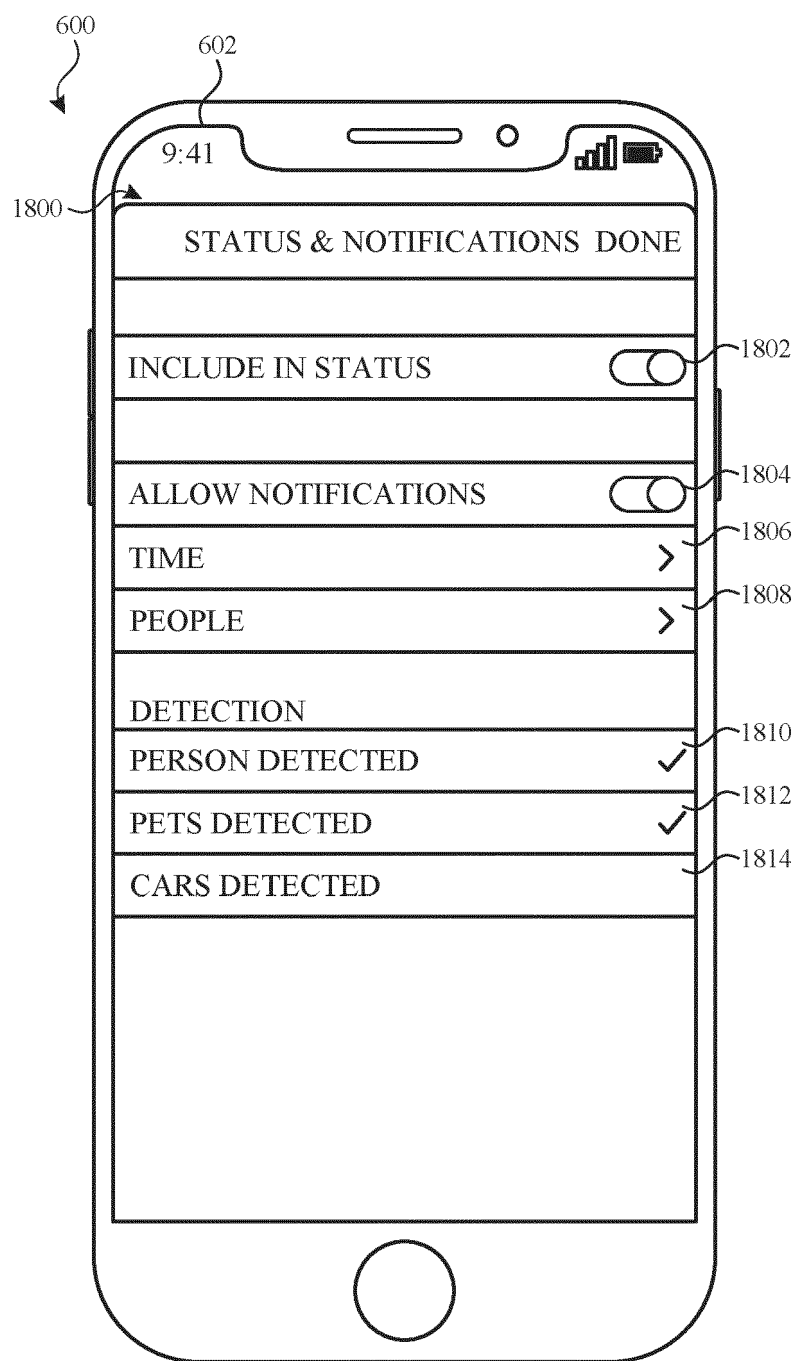 600
602
9:41
1800
STATUS & NOTIFICATIONS DONE
INCLUDE IN STATUS
1802
ALLOW NOTIFICATIONS
1804
TIME
1806
PEOPLE
1808
DETECTION
PERSON DETECTED
1810
PETS DETECTED
1812
CARS DETECTED
1814